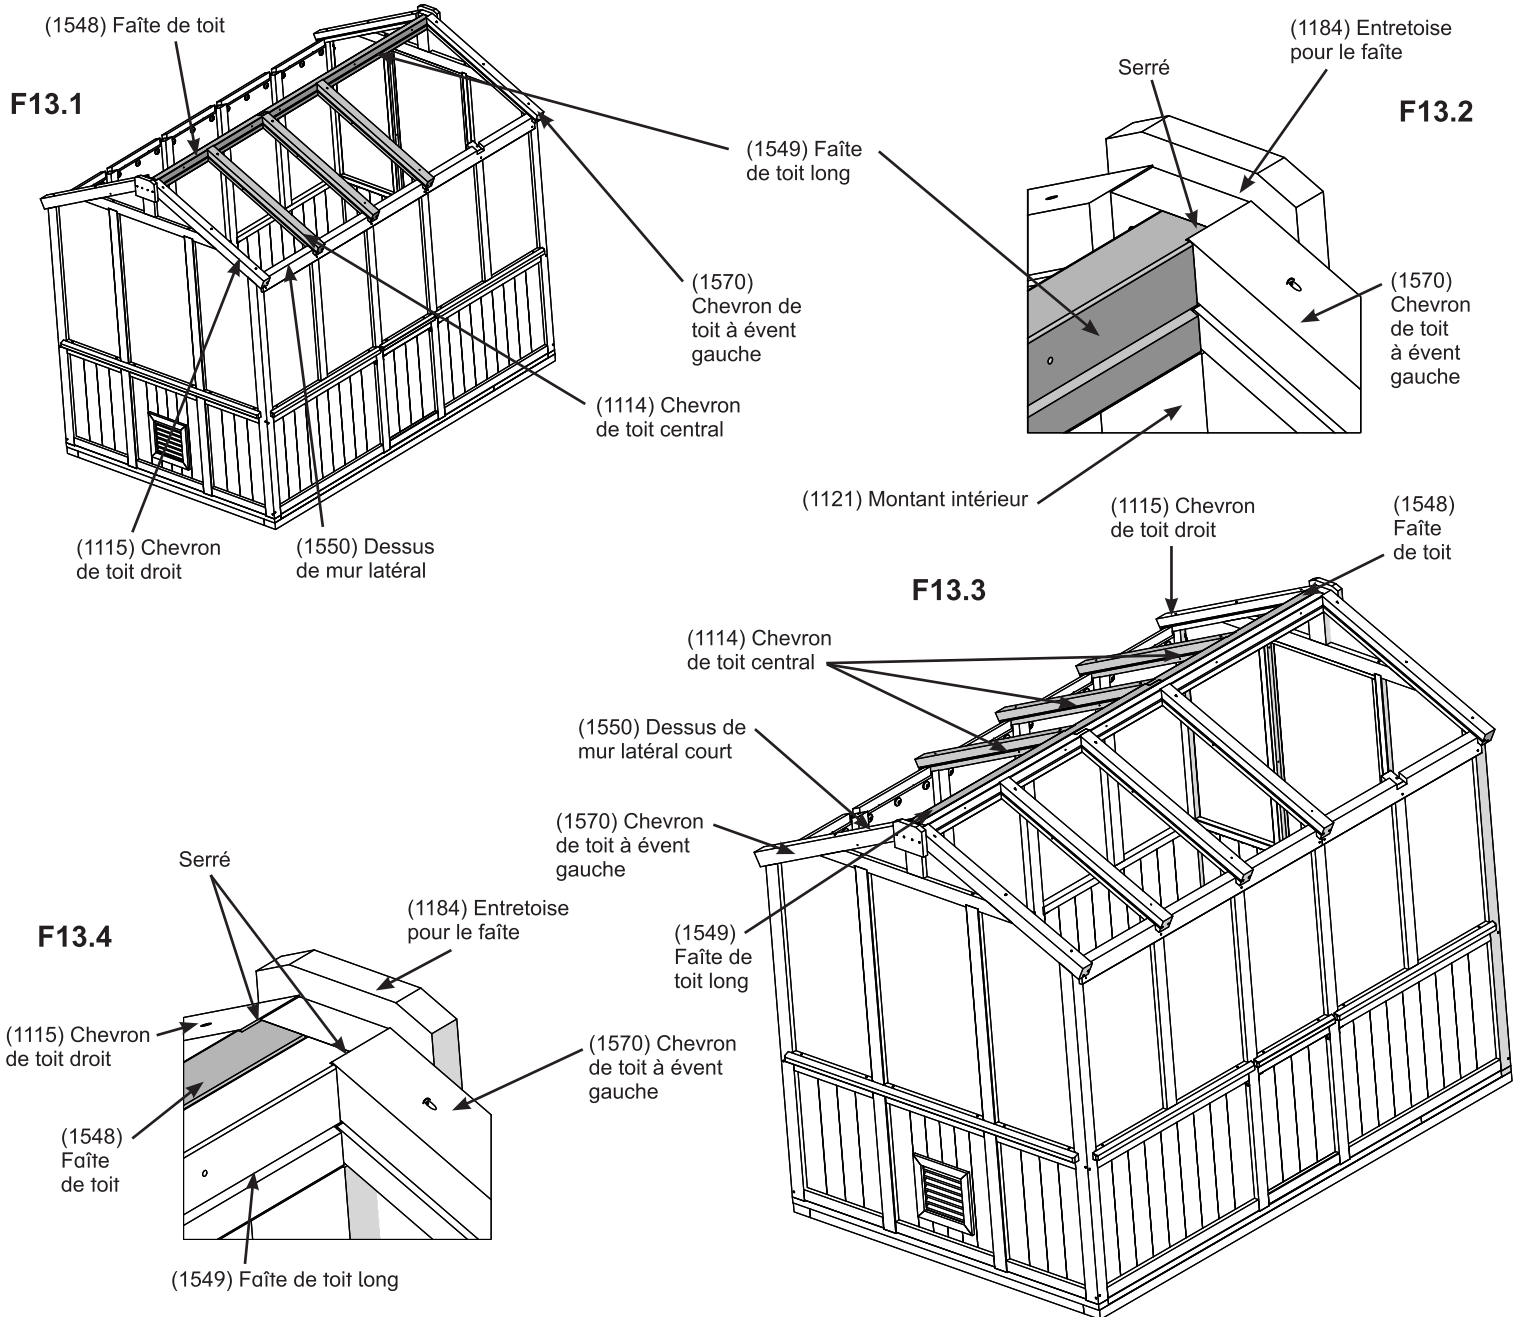 (1548) Faîte de toit
F13.1
(1549) Faîte
de toit long
(1570)
Chevron de
toit à évent
gauche
(1114) Chevron
de toit central
(1115) Chevron
de toit droit
(1550) Dessus
de mur latéral
(1184) Entretoise
pour le faîte
Serré
F13.2
(1570)
Chevron
de toit
à évent
gauche
(1121) Montant intérieur
(1115) Chevron
de toit droit
(1548)
Faîte
de toit
F13.3
(1114) Chevron
de toit central
(1550) Dessus de
mur latéral court
(1570) Chevron
de toit à évent
gauche
(1549)
Faîte de
toit long
Serré
F13.4
(1184) Entretoise
pour le faîte
(1115) Chevron
de toit droit
(1570) Chevron
de toit à évent
gauche
(1548)
Faîte
de toit
(1549) Faîte de toit long